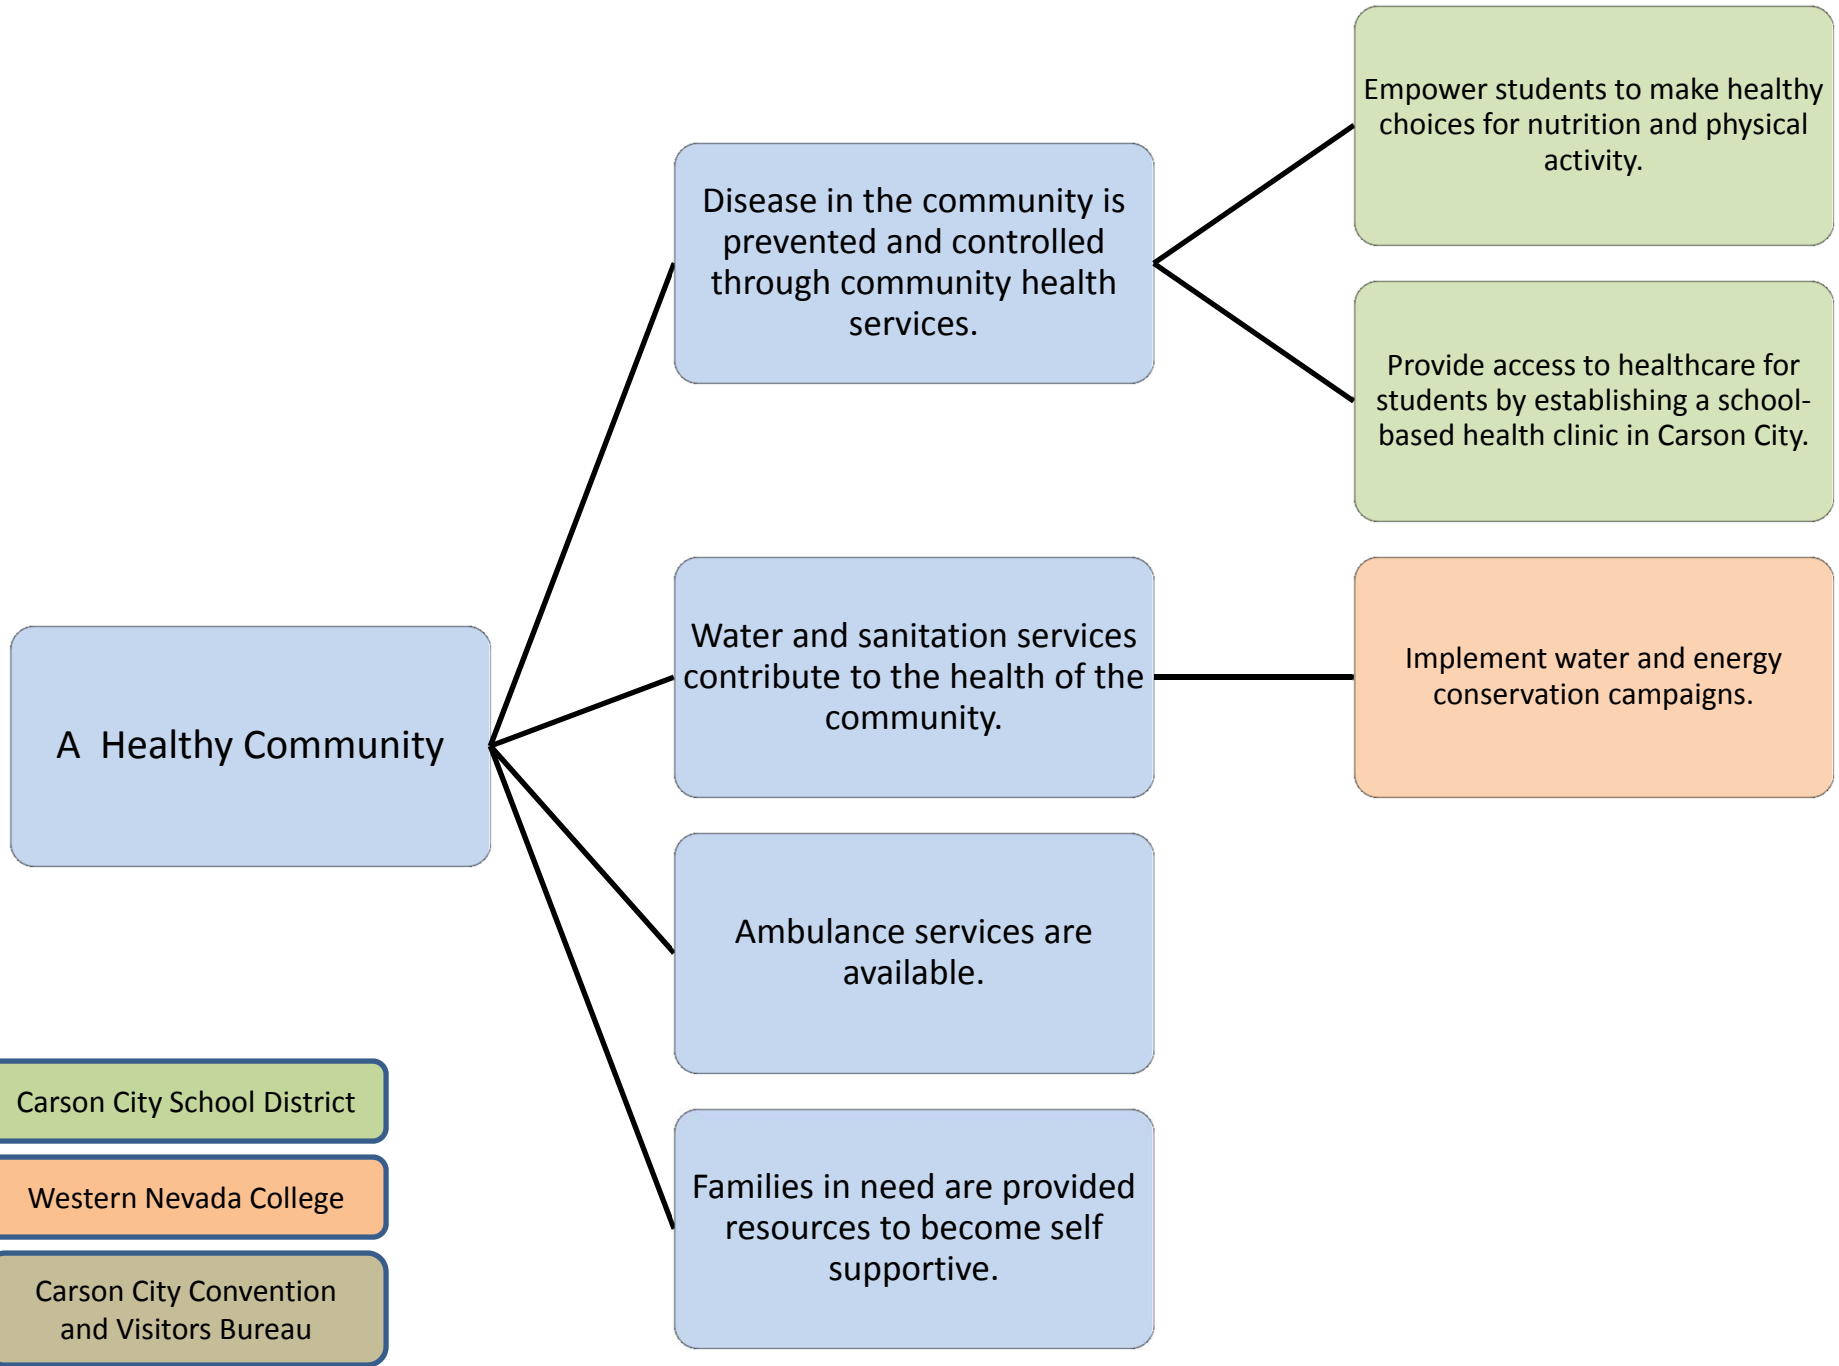 Empower students to make healthy
choices for nutrition and physical
activity.
Disease in the community is
prevented and controlled
through community health
services.
Provide access to healthcare for
students by establishing a school-
based health clinic in Carson City.
Water and sanitation services
contribute to the health of the
community.
Implement water and energy
conservation campaigns.
A Healthy Community
Ambulance services are
available.
Families in need are provided
resources to become self
supportive.
Carson City School District
Western Nevada College
Carson City Convention
and Visitors Bureau